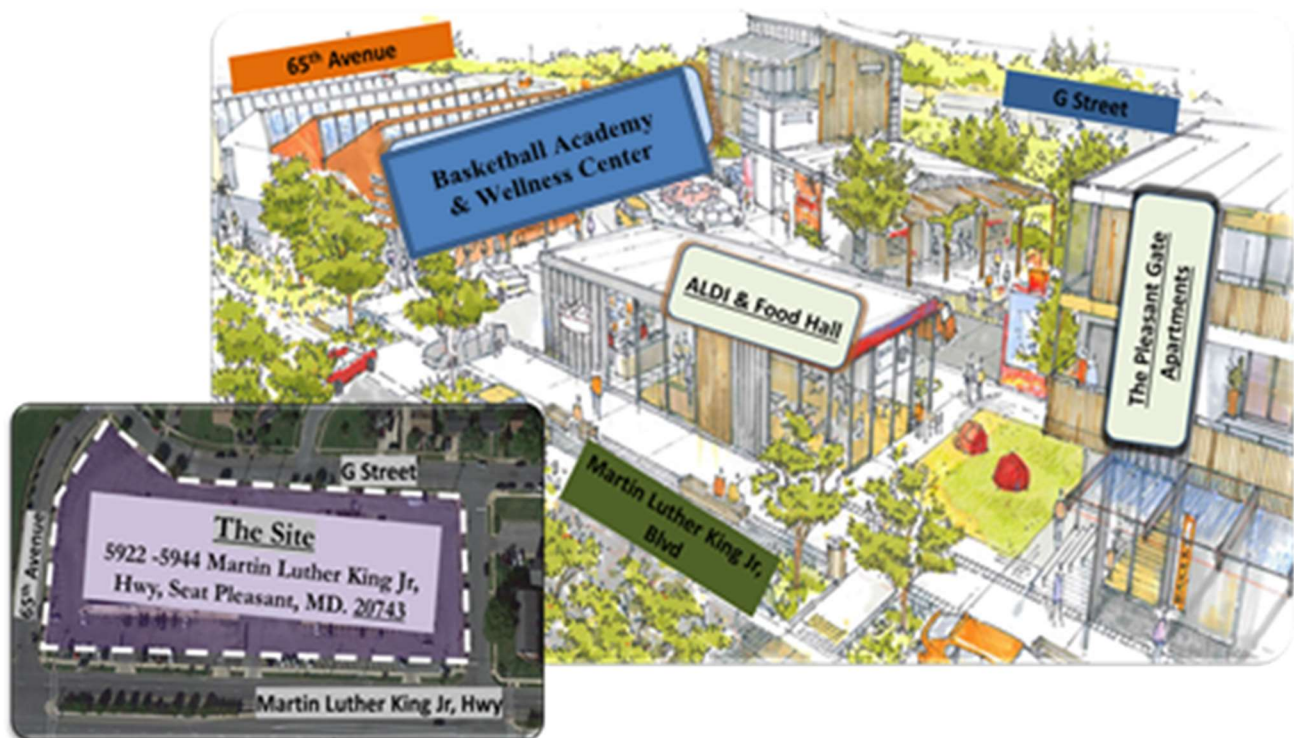 65th Avenue
G Street
Basketball Academy
& Wellness Center
ALDI & Food Hall
The Pleasant Gate
Apartments
Martin Luther King Jr,
Blvd
G Street
65th Avenue
The Site
5922 -5944 Martin Luther King Jr,
Hwy, Seat Pleasant, MD. 20743
Martin Luther King Jr, Hwy